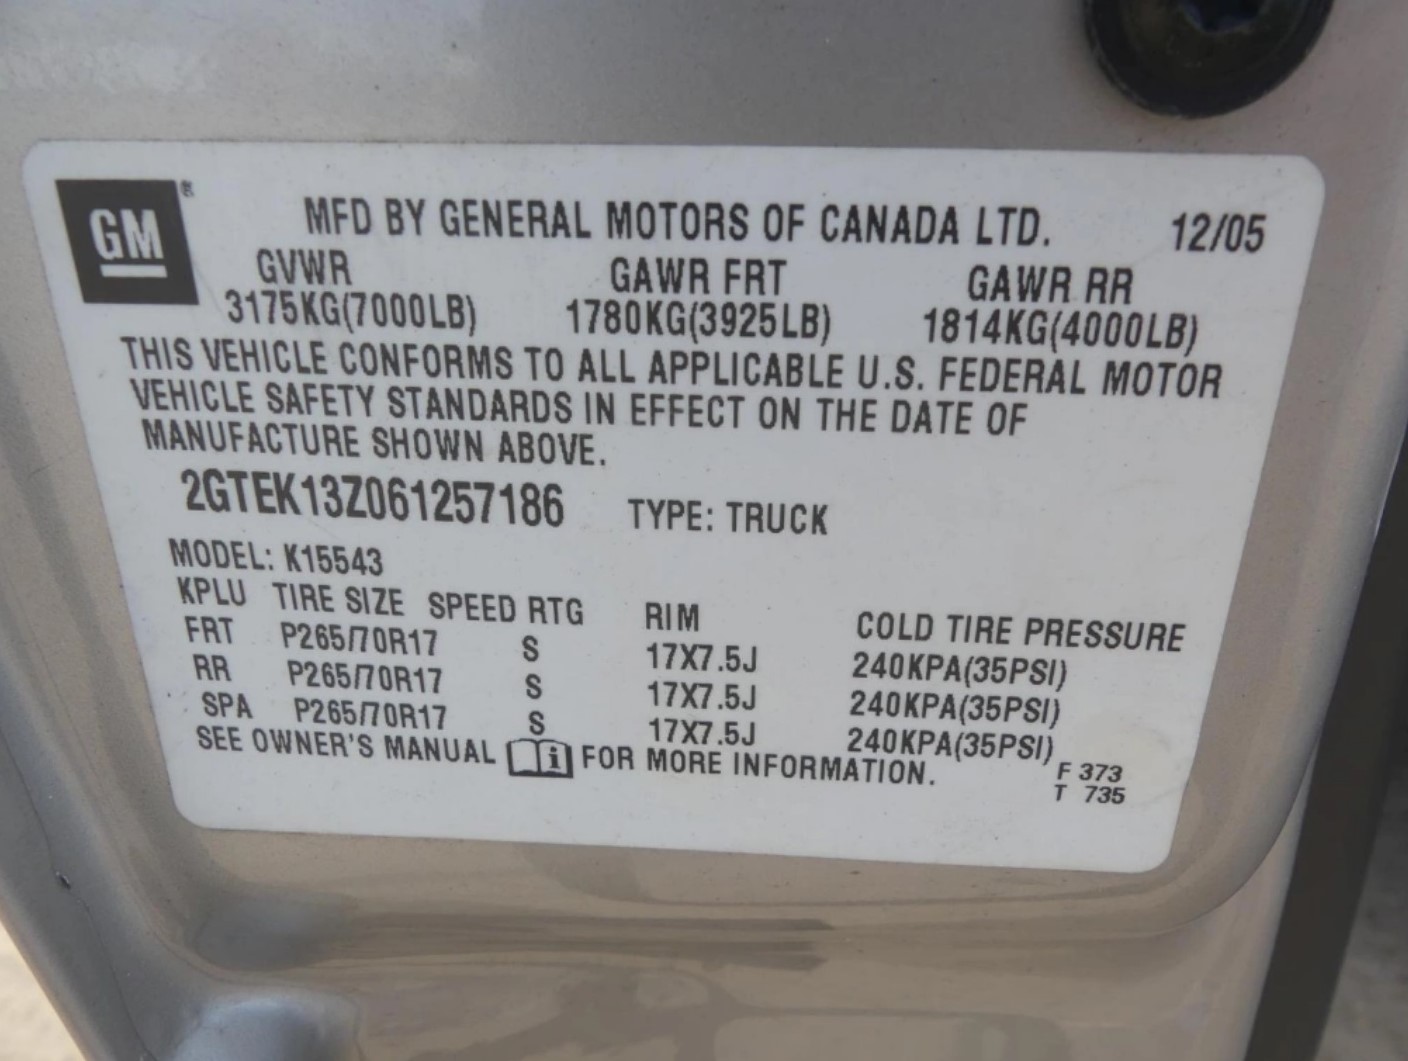 GM ®
MFD BY GENERAL MOTORS OF CANADA LTD. 12/05
GVWR GAWR FRT GAWR RR
3175KG(7000LB) 1780KG(3925LB) 1814KG(4000LB)
THIS VEHICLE CONFORMS TO ALL APPLICABLE U.S. FEDERAL MOTOR
VEHICLE SAFETY STANDARDS IN EFFECT ON THE DATE OF
MANUFACTURE SHOWN ABOVE.
2GTEK13Z061257186 TYPE: TRUCK
MODEL: K15543
KPLU TIRE SIZE SPEED RTG RIM COLD TIRE PRESSURE
FRT P265/70R17 S 17X7.5J 240KPA(35PSI)
RR P265/70R17 S 17X7.5J 240KPA(35PSI)
SPA P265/70R17 S 17X7.5J 240KPA(35PSI)
SEE OWNER'S MANUAL i FOR MORE INFORMATION.
F 373
T 735